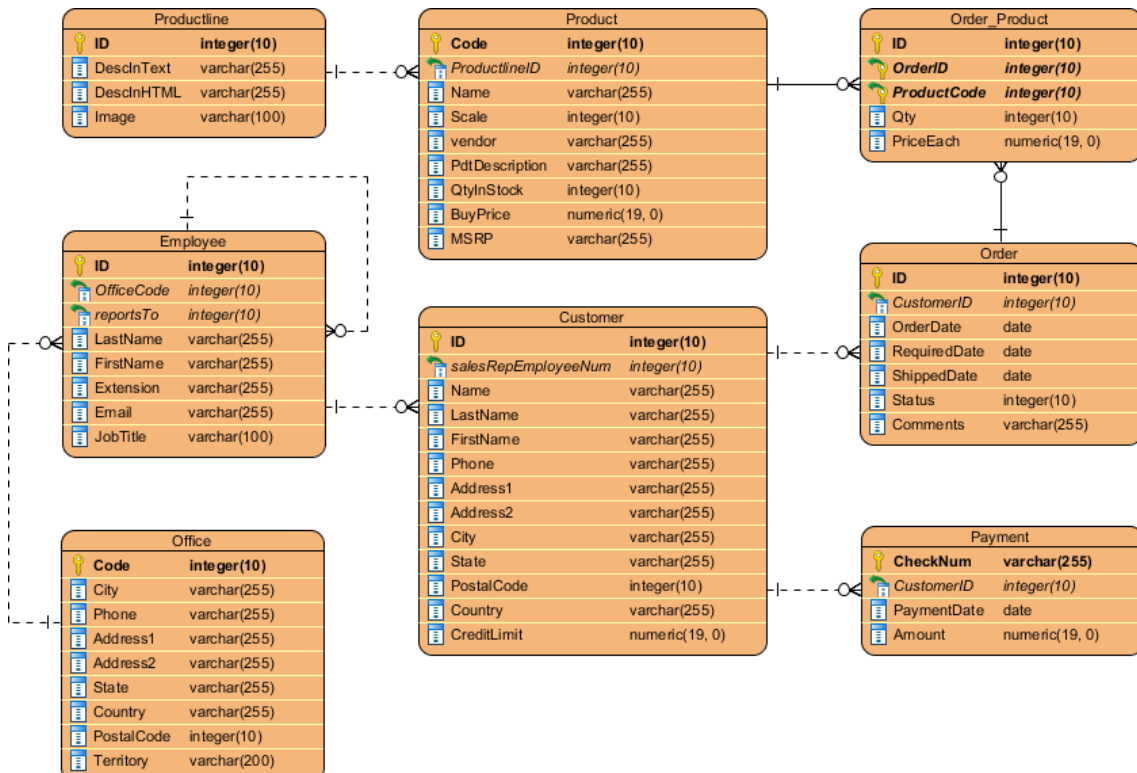 Productline
ID integer(10)
DescInText varchar(255)
DescInHTML varchar(255)
Image varchar(100)
Product
Code integer(10)
ProductlineID integer(10)
Name varchar(255)
Scale integer(10)
vendor varchar(255)
PdtDescription varchar(255)
QtyInStock integer(10)
BuyPrice numeric(19, 0)
MSRP varchar(255)
Order_Product
ID integer(10)
OrderID integer(10)
ProductCode integer(10)
Qty integer(10)
PriceEach numeric(19, 0)
Employee
ID integer(10)
OfficeCode integer(10)
reportsTo integer(10)
LastName varchar(255)
FirstName varchar(255)
Extension varchar(255)
Email varchar(255)
JobTitle varchar(100)
Customer
ID integer(10)
salesRepEmployeeNum integer(10)
Name varchar(255)
LastName varchar(255)
FirstName varchar(255)
Phone varchar(255)
Address1 varchar(255)
Address2 varchar(255)
City varchar(255)
State varchar(255)
PostalCode integer(10)
Country varchar(255)
CreditLimit numeric(19, 0)
Order
ID integer(10)
CustomerID integer(10)
OrderDate date
RequiredDate date
ShippedDate date
Status integer(10)
Comments varchar(255)
Office
Code integer(10)
City varchar(255)
Phone varchar(255)
Address1 varchar(255)
Address2 varchar(255)
State varchar(255)
Country varchar(255)
PostalCode integer(10)
Territory varchar(200)
Payment
CheckNum varchar(255)
CustomerID integer(10)
PaymentDate date
Amount numeric(19, 0)